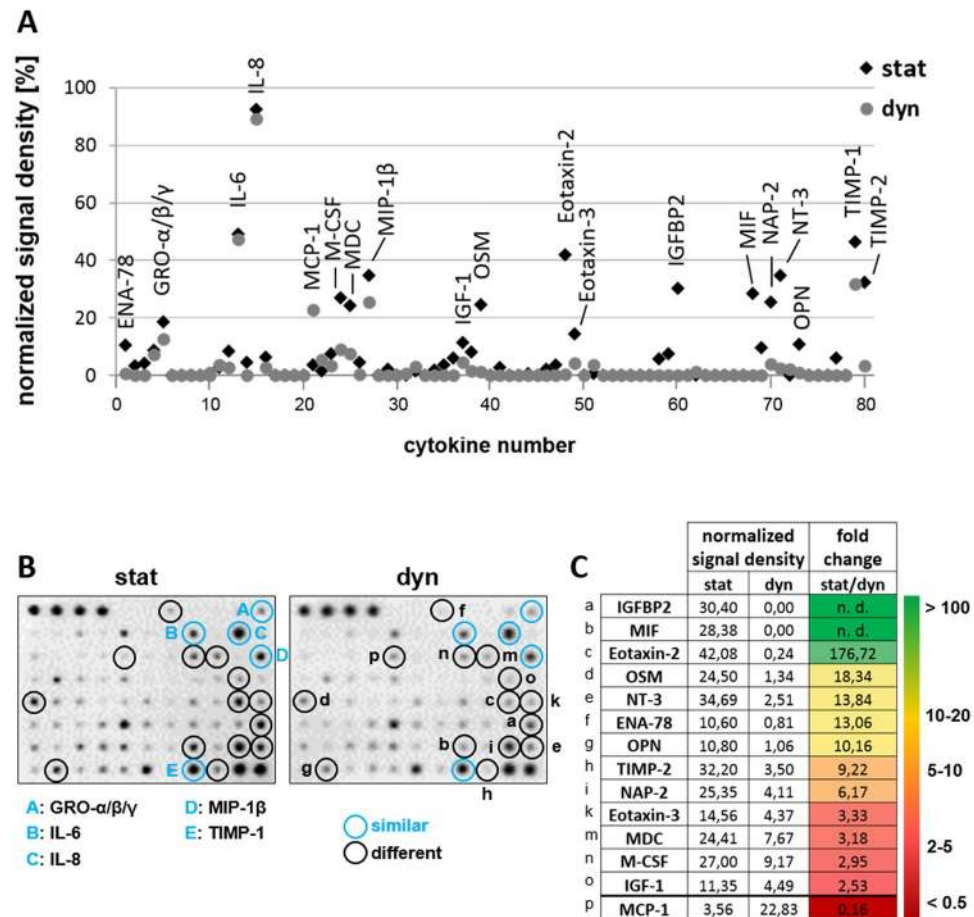 A
normalized signal density [%]
100
80
60
40
20
0
0 10 20 30 40 50 60 70 80
cytokine number
stat
dyn
ENA-78
GRO-α/β/γ
IL-6
IL-8
MCP-1
M-CSF
MDC
MIP-1β
IGF-1
OSM
Eotaxin-2
Eotaxin-3
IGFBP2
MIF
NAP-2
NT-3
OPN
TIMP-1
TIMP-2
B
stat dyn
A f
B C
D p n m
o
d c k
a
b i e
E g h
A: GRO-α/β/γ D: MIP-1β
B: IL-6 E: TIMP-1
C: IL-8
similar
different
C
normalized fold
signal density change
stat dyn stat/dyn
a IGFBP2 30,40 0,00 n. d.
b MIF 28,38 0,00 n. d.
c Eotaxin-2 42,08 0,24 176,72
d OSM 24,50 1,34 18,34
e NT-3 34,69 2,51 13,84
f ENA-78 10,60 0,81 13,06
g OPN 10,80 1,06 10,16
h TIMP-2 32,20 3,50 9,22
i NAP-2 25,35 4,11 6,17
k Eotaxin-3 14,56 4,37 3,33
m MDC 24,41 7,67 3,18
n M-CSF 27,00 9,17 2,95
o IGF-1 11,35 4,49 2,53
p MCP-1 3,56 22,83 0,16
> 100
10-20
5-10
2-5
< 0.5